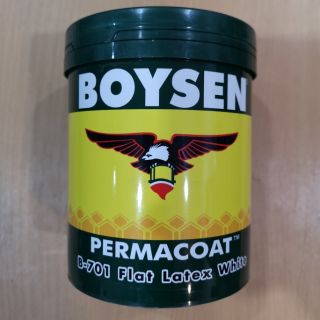 BOYSEN
PERMACOAT™
B-701 Flat Latex White